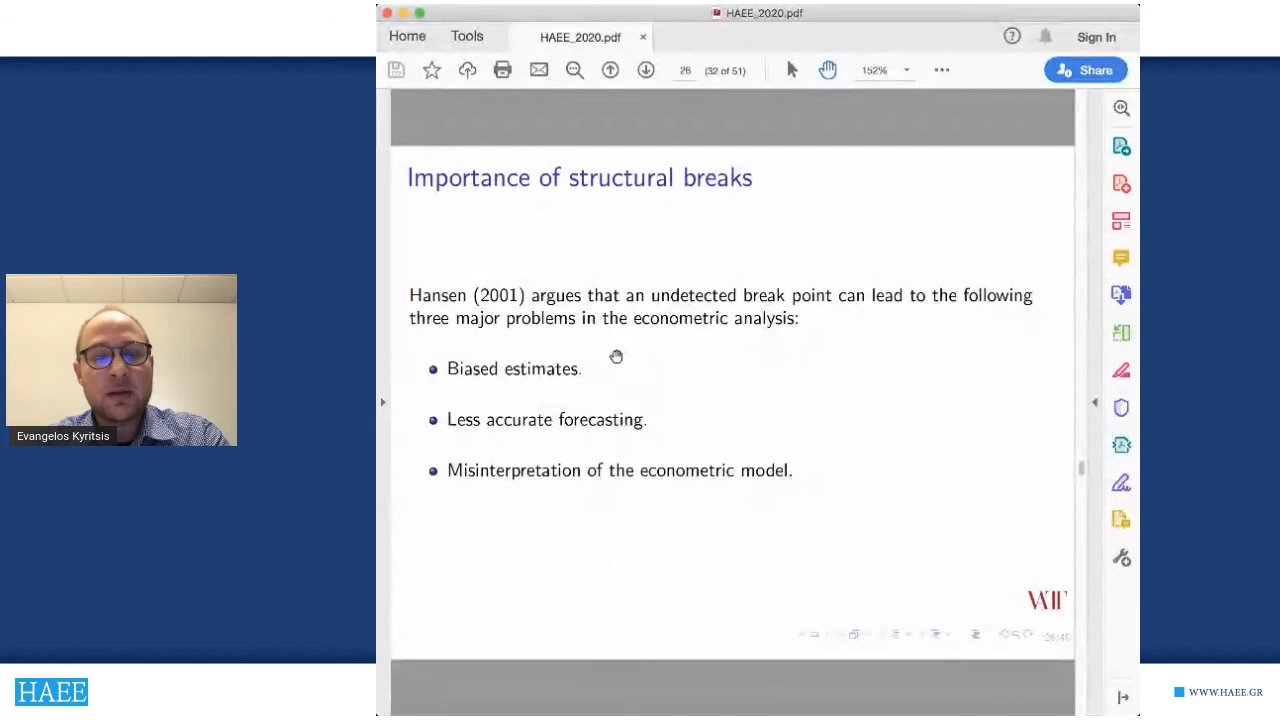 HAEE_2020.pdf
Home
Tools
HAEE_2020.pdf
×
Sign In
26
(32 of 51)
152%
Share
Importance of structural breaks
Hansen (2001) argues that an undetected break point can lead to the following
three major problems in the econometric analysis:
Biased estimates.
Less accurate forecasting.
Misinterpretation of the econometric model.
Evangelos Kyritsis
HAEE
WWW.HAEE.GR